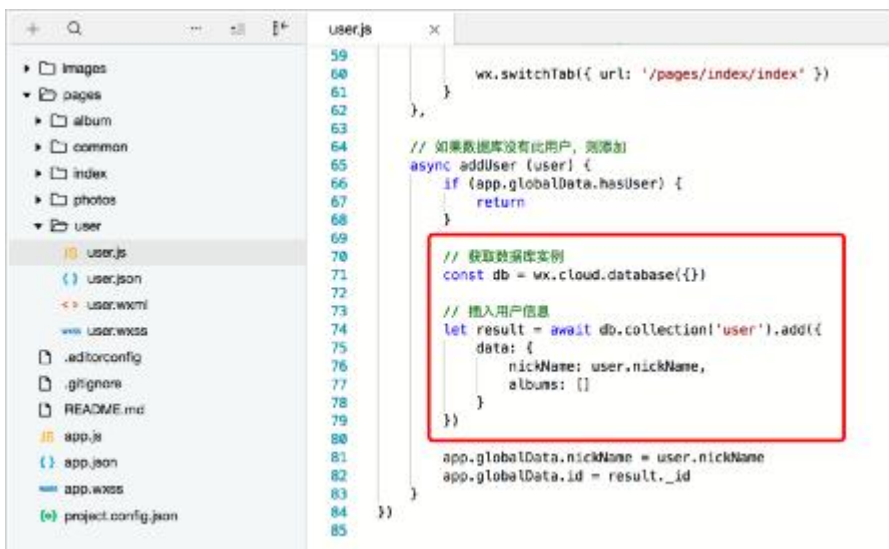 user.js
Images
pages
album
common
index
photos
user
user.js
user.json
user.wxml
user.wxss
.editorconfig
.gitignore
README.md
app.js
app.json
app.wxss
project.config.json
59
60 wx.switchTab({ url: '/pages/index/index' })
61 }
62 },
63
64 // 如果数据库没有此用户，则添加
65 async addUser (user) {
66 if (app.globalData.hasUser) {
67 return
68 }
69
70 // 获取数据库实例
71 const db = wx.cloud.database({})
72
73 // 插入用户信息
74 let result = await db.collection('user').add({
75 data: {
76 nickName: user.nickName,
77 albums: []
78 }
79 })
80
81 app.globalData.nickName = user.nickName
82 app.globalData.id = result._id
83 }
84 })
85